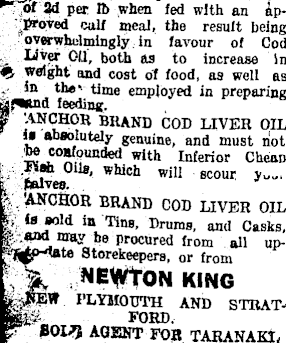 of 2d per lb when fed with an ap-
proved calf meal, the result being
overwhelmingly in favour of Cod
Liver Oil, both as to increase in
weight and cost of food, as well as
in the time employed in preparing
and feeding.
ANCHOR BRAND COD LIVER OIL
is absolutely genuine, and must not
be confounded with Inferior Cheap
Fish Oils, which will scour your
calves.
ANCHOR BRAND COD LIVER OIL
is sold in Tins, Drums, and Casks,
and may be procured from all up-
to-date Storekeepers, or from
NEWTON KING
NEW PLYMOUTH AND STRAT-
FORD.
SOLE AGENT FOR TARANAKI.